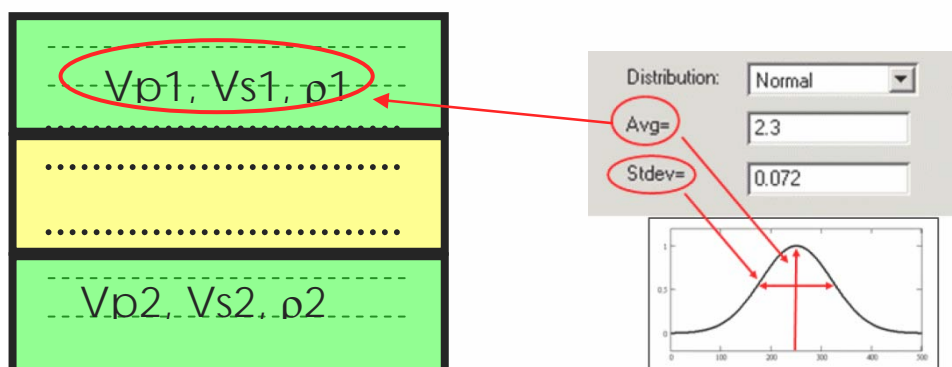 Vp1, Vs1, ρ1
Vp2, Vs2, ρ2
Distribution: Normal
Avg= 2.3
Stdev= 0.072
1
0.5
0
0 100 200 300 400 500